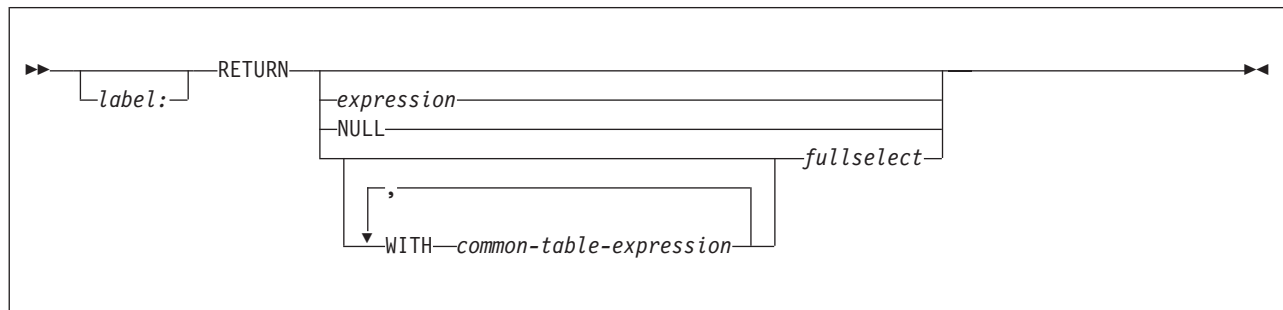 RETURN
label:
expression
NULL
fullselect
,
WITH common-table-expression